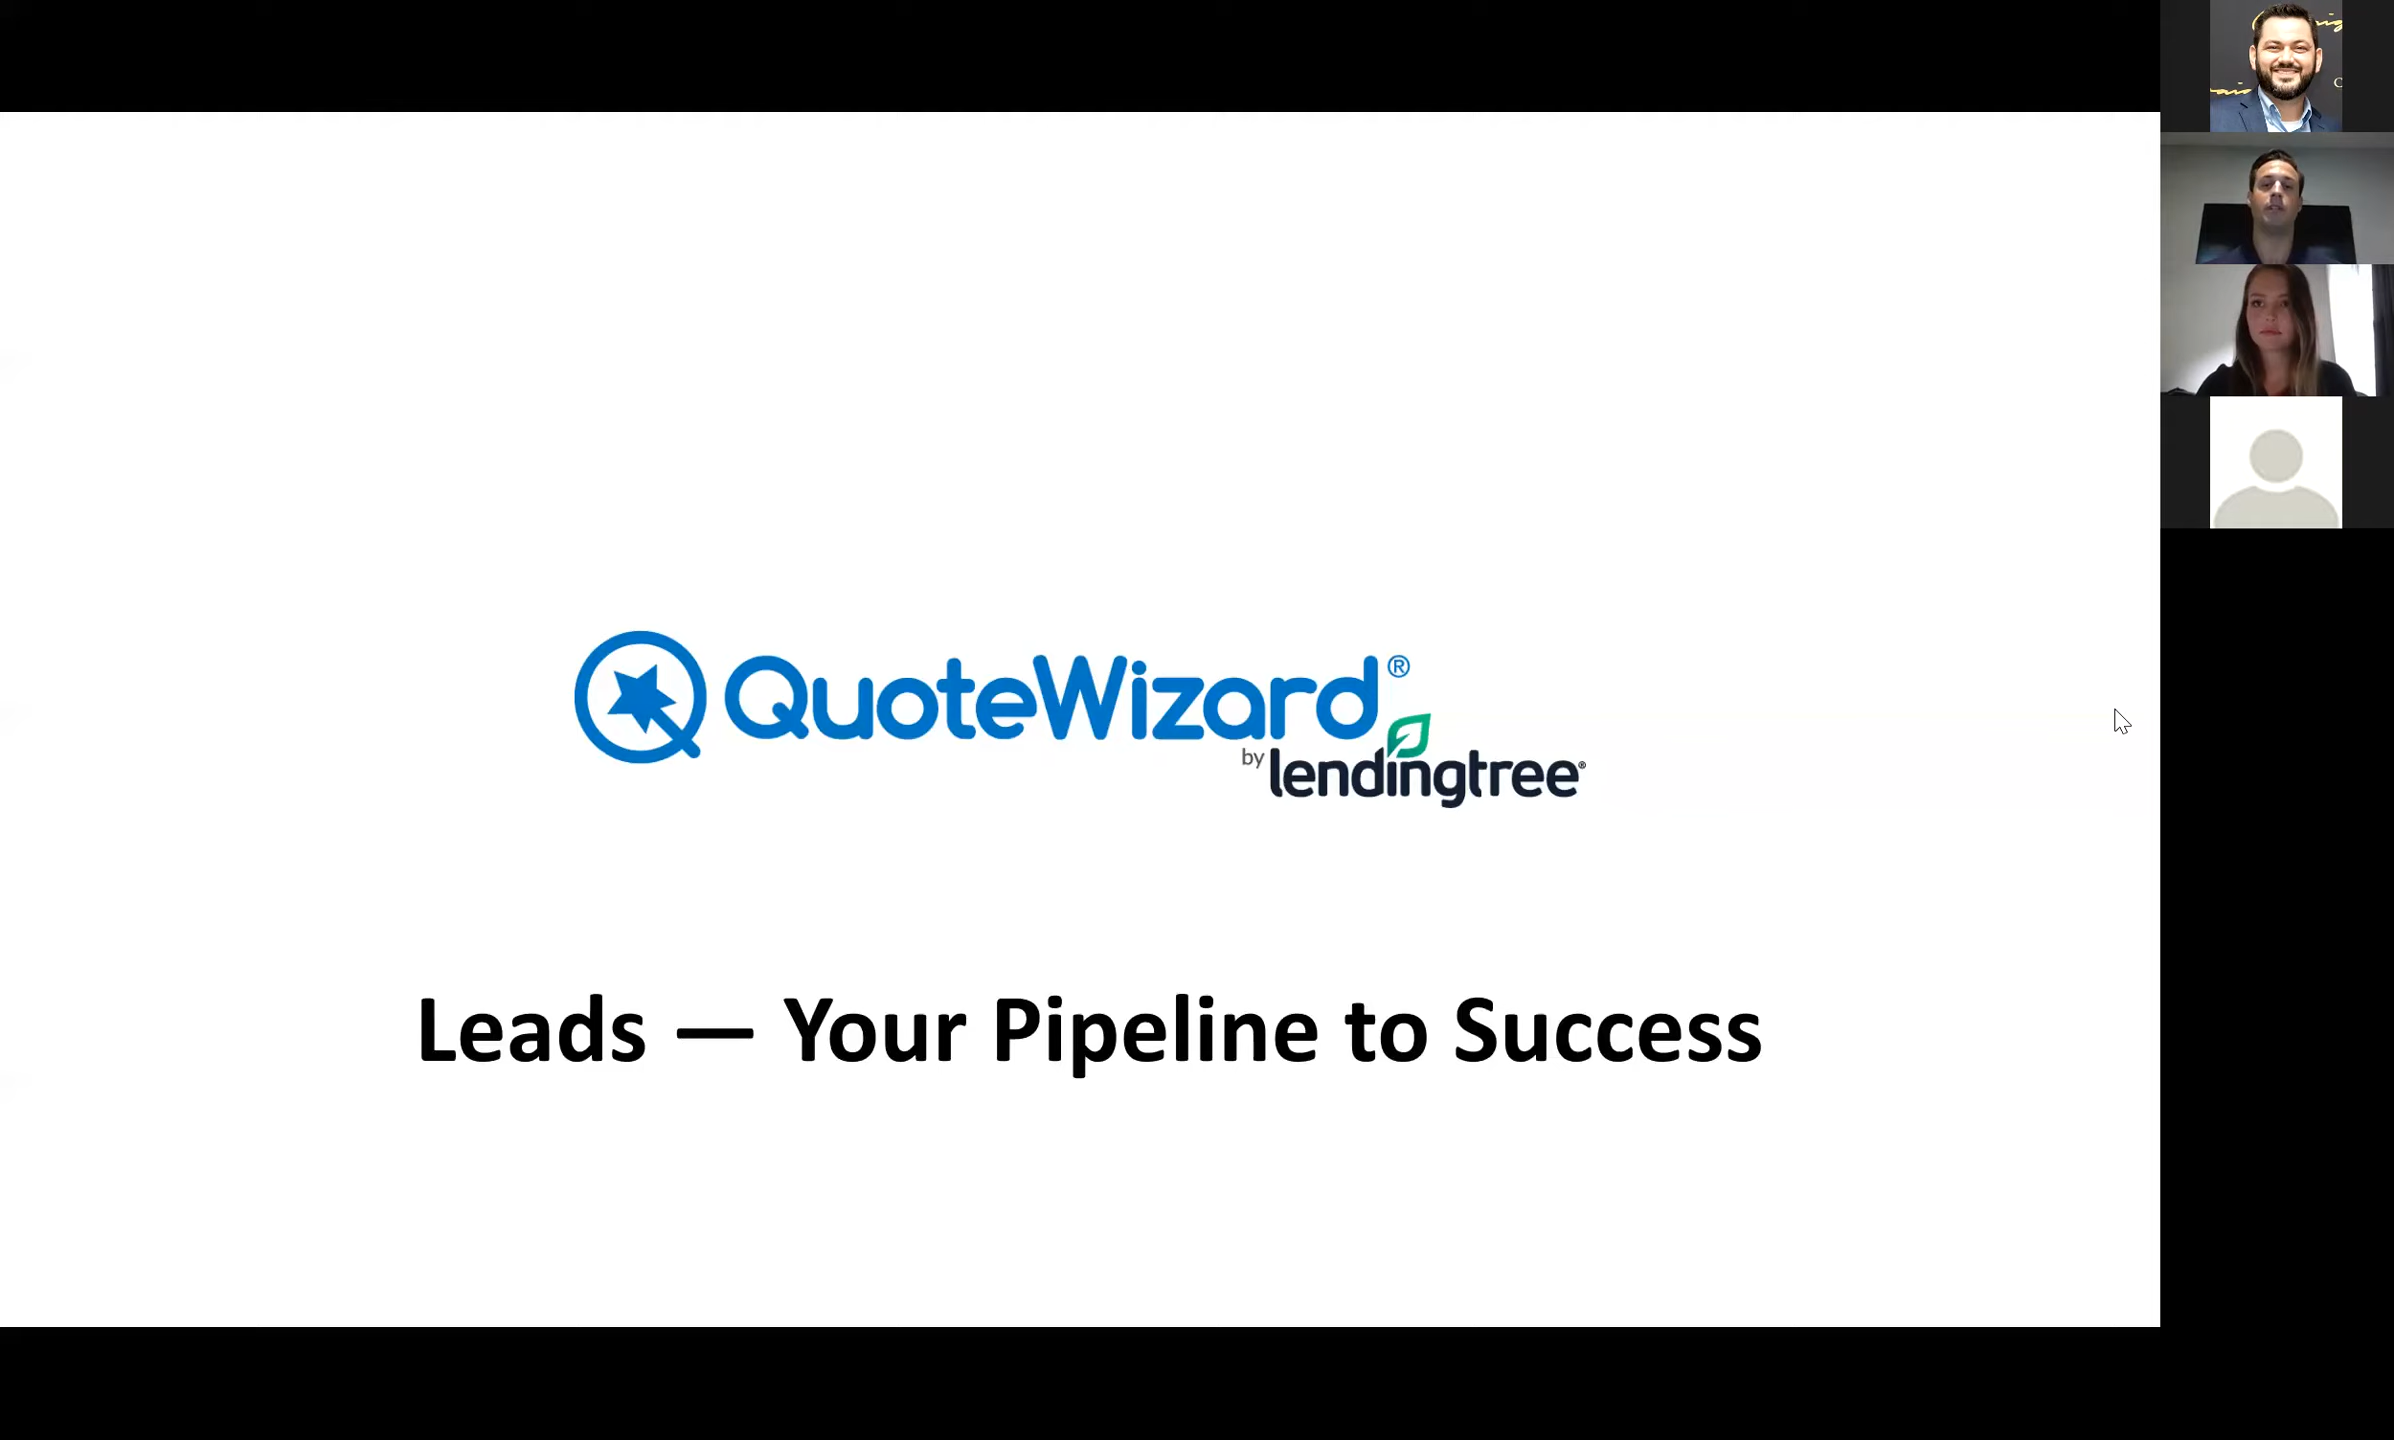 QuoteWizard®
by lendingtree®
Leads — Your Pipeline to Success